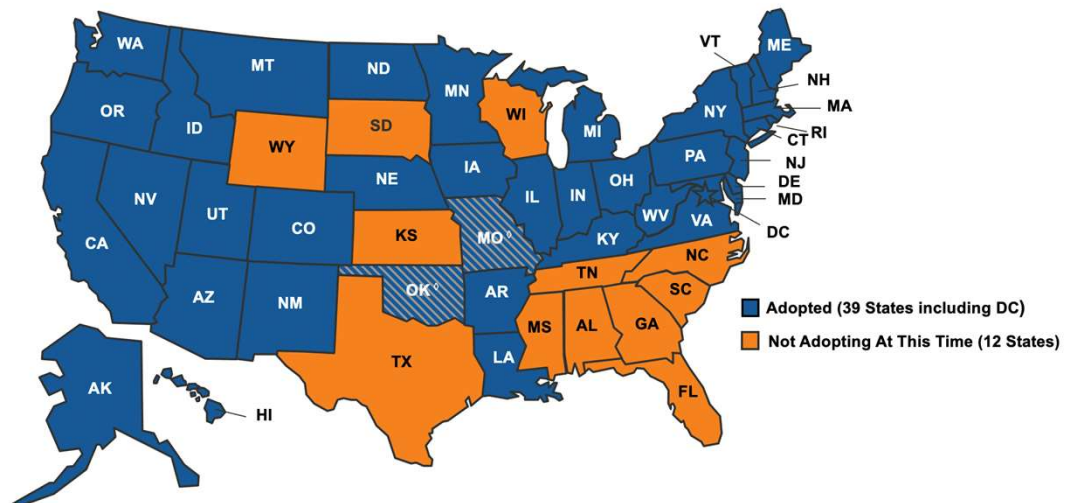 WA
MT
ND
MN
VT
ME
NH
OR
ID
WY
SD
WI
MI
NY
MA
RI
CT
NV
UT
CO
NE
IA
IL
IN
OH
PA
NJ
DE
MD
DC
CA
AZ
NM
KS
MO◊
OK◊
AR
KY
WV
VA
TN
NC
SC
MS
AL
GA
LA
TX
FL
AK
HI
Adopted (39 States including DC)
Not Adopting At This Time (12 States)